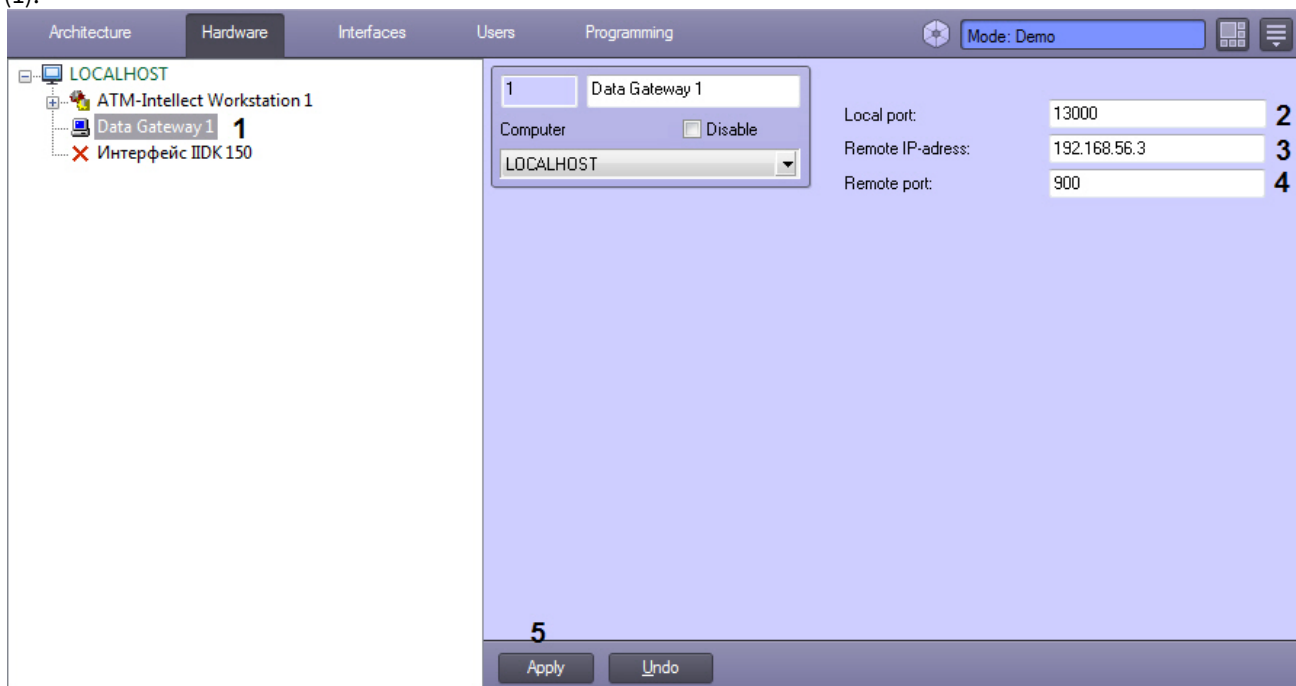 (1).
Architecture Hardware Interfaces Users Programming Mode: Demo
LOCALHOST
ATM-Intellect Workstation 1
Data Gateway 1 1
Интерфейс IIDK 150
1 Data Gateway 1
Computer Disable
LOCALHOST
Local port: 13000 2
Remote IP-adress: 192.168.56.3 3
Remote port: 900 4
5
Apply Undo